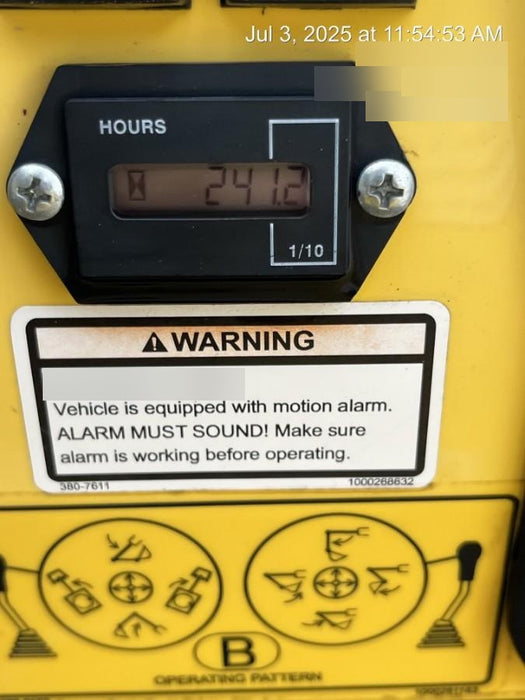 Jul 3, 2025 at 11:54:53 AM
HOURS
241.2
1/10
WARNING
Vehicle is equipped with motion alarm.
ALARM MUST SOUND! Make sure
alarm is working before operating.
380-7611 1000268632
B
OPERATING PATTERN